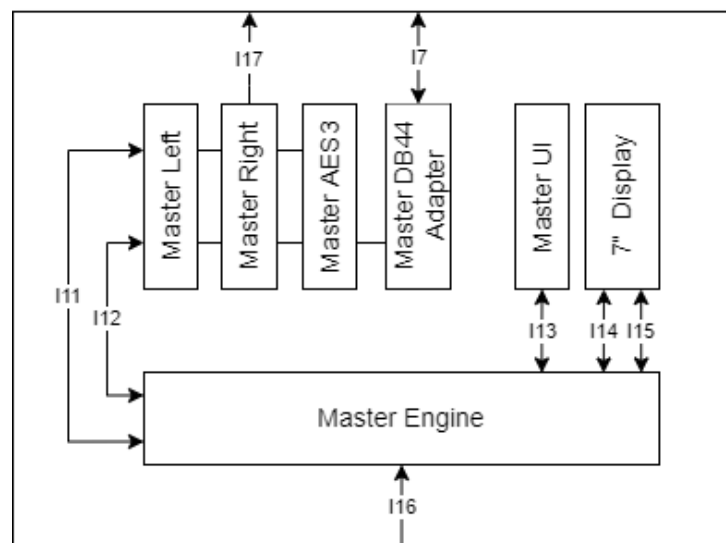 I17
I7
Master Left
Master Right
Master AES3
Master DB44
Adapter
Master UI
7" Display
I11
I12
I13
I14
I15
Master Engine
I16